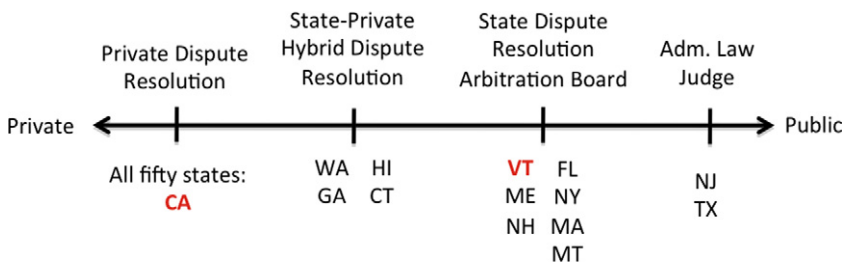 Private Dispute
Resolution
State-Private
Hybrid Dispute
Resolution
State Dispute
Resolution
Arbitration Board
Adm. Law
Judge
Private
Public
All fifty states:
CA
WA HI
GA CT
VT FL
ME NY
NH MA
MT
NJ
TX